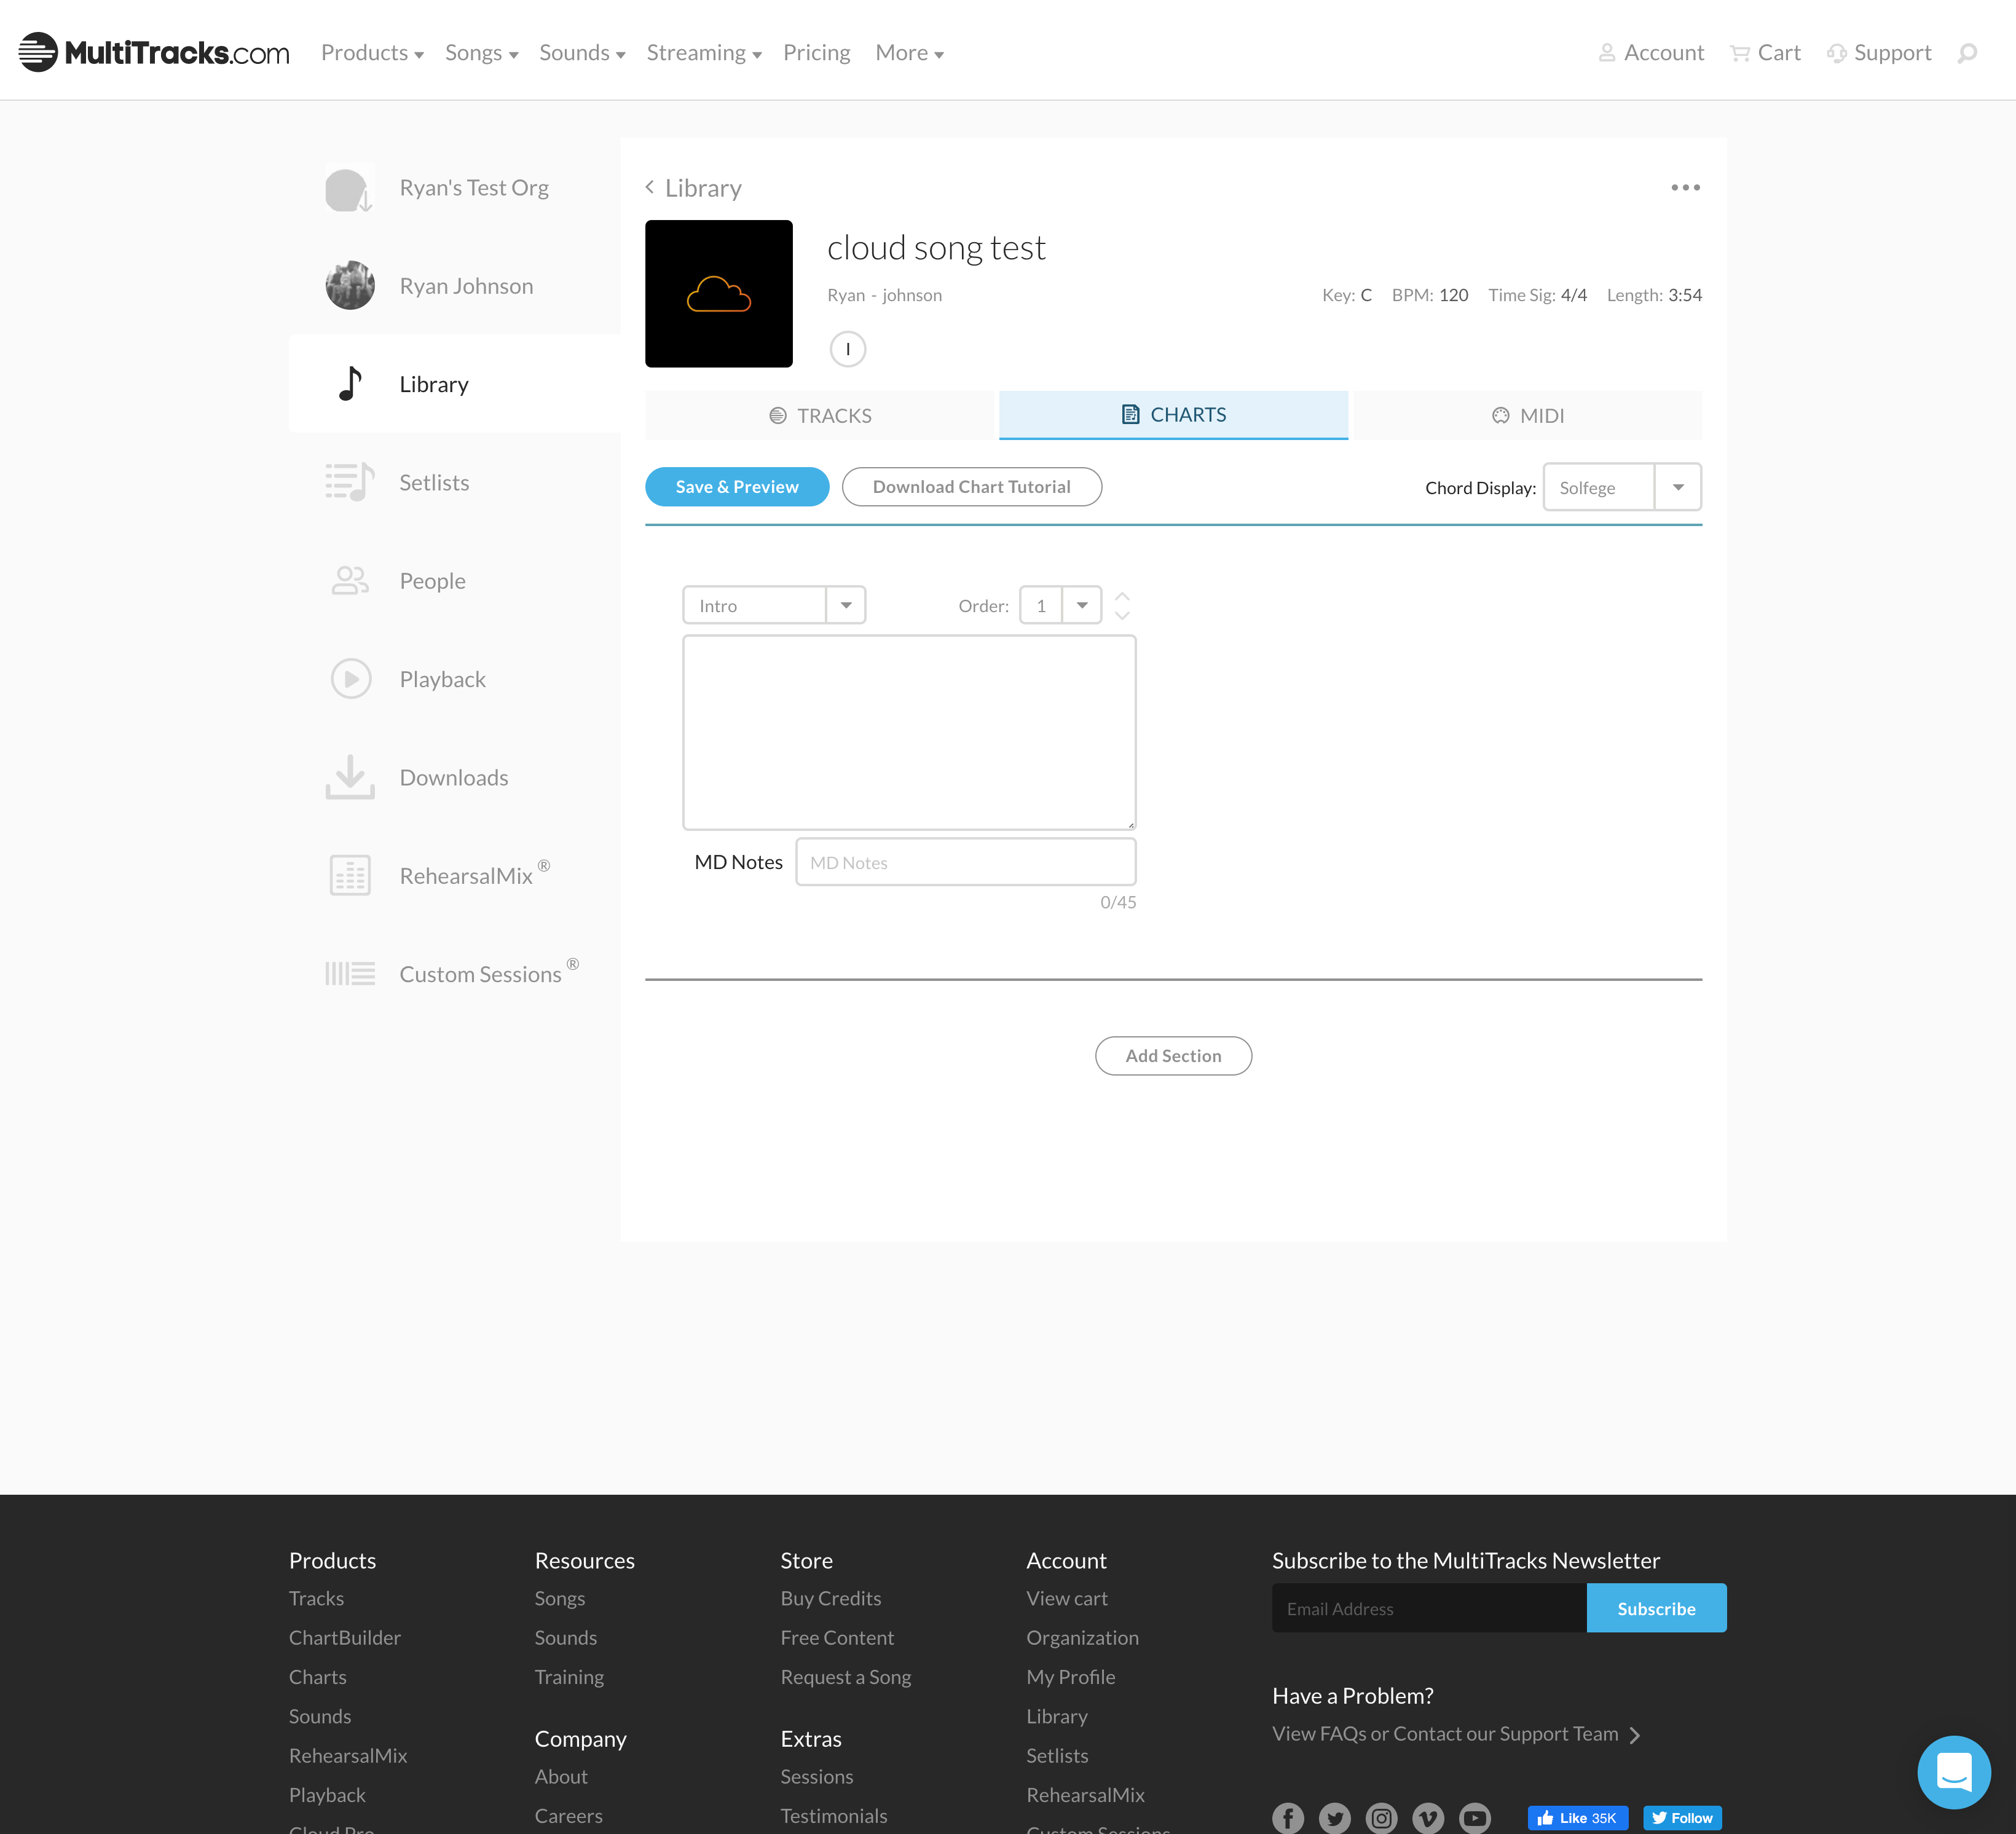 MultiTracks.com Products Songs Sounds Streaming Pricing More Account Cart Support
Ryan's Test Org
Ryan Johnson
Library
Setlists
People
Playback
Downloads
RehearsalMix ®
Custom Sessions ®
Library
cloud song test
Ryan - johnson
Key: C BPM: 120 Time Sig: 4/4 Length: 3:54
I
TRACKS CHARTS MIDI
Save & Preview Download Chart Tutorial Chord Display: Solfege
Intro Order: 1
MD Notes MD Notes
0/45
Add Section
Products
Tracks
ChartBuilder
Charts
Sounds
RehearsalMix
Playback
Cloud Pro
Resources
Songs
Sounds
Training
Company
About
Careers
Store
Buy Credits
Free Content
Request a Song
Extras
Sessions
Testimonials
Account
View cart
Organization
My Profile
Library
Setlists
RehearsalMix
Custom Sessions
Subscribe to the MultiTracks Newsletter
Email Address Subscribe
Have a Problem?
View FAQs or Contact our Support Team
Like 35K Follow